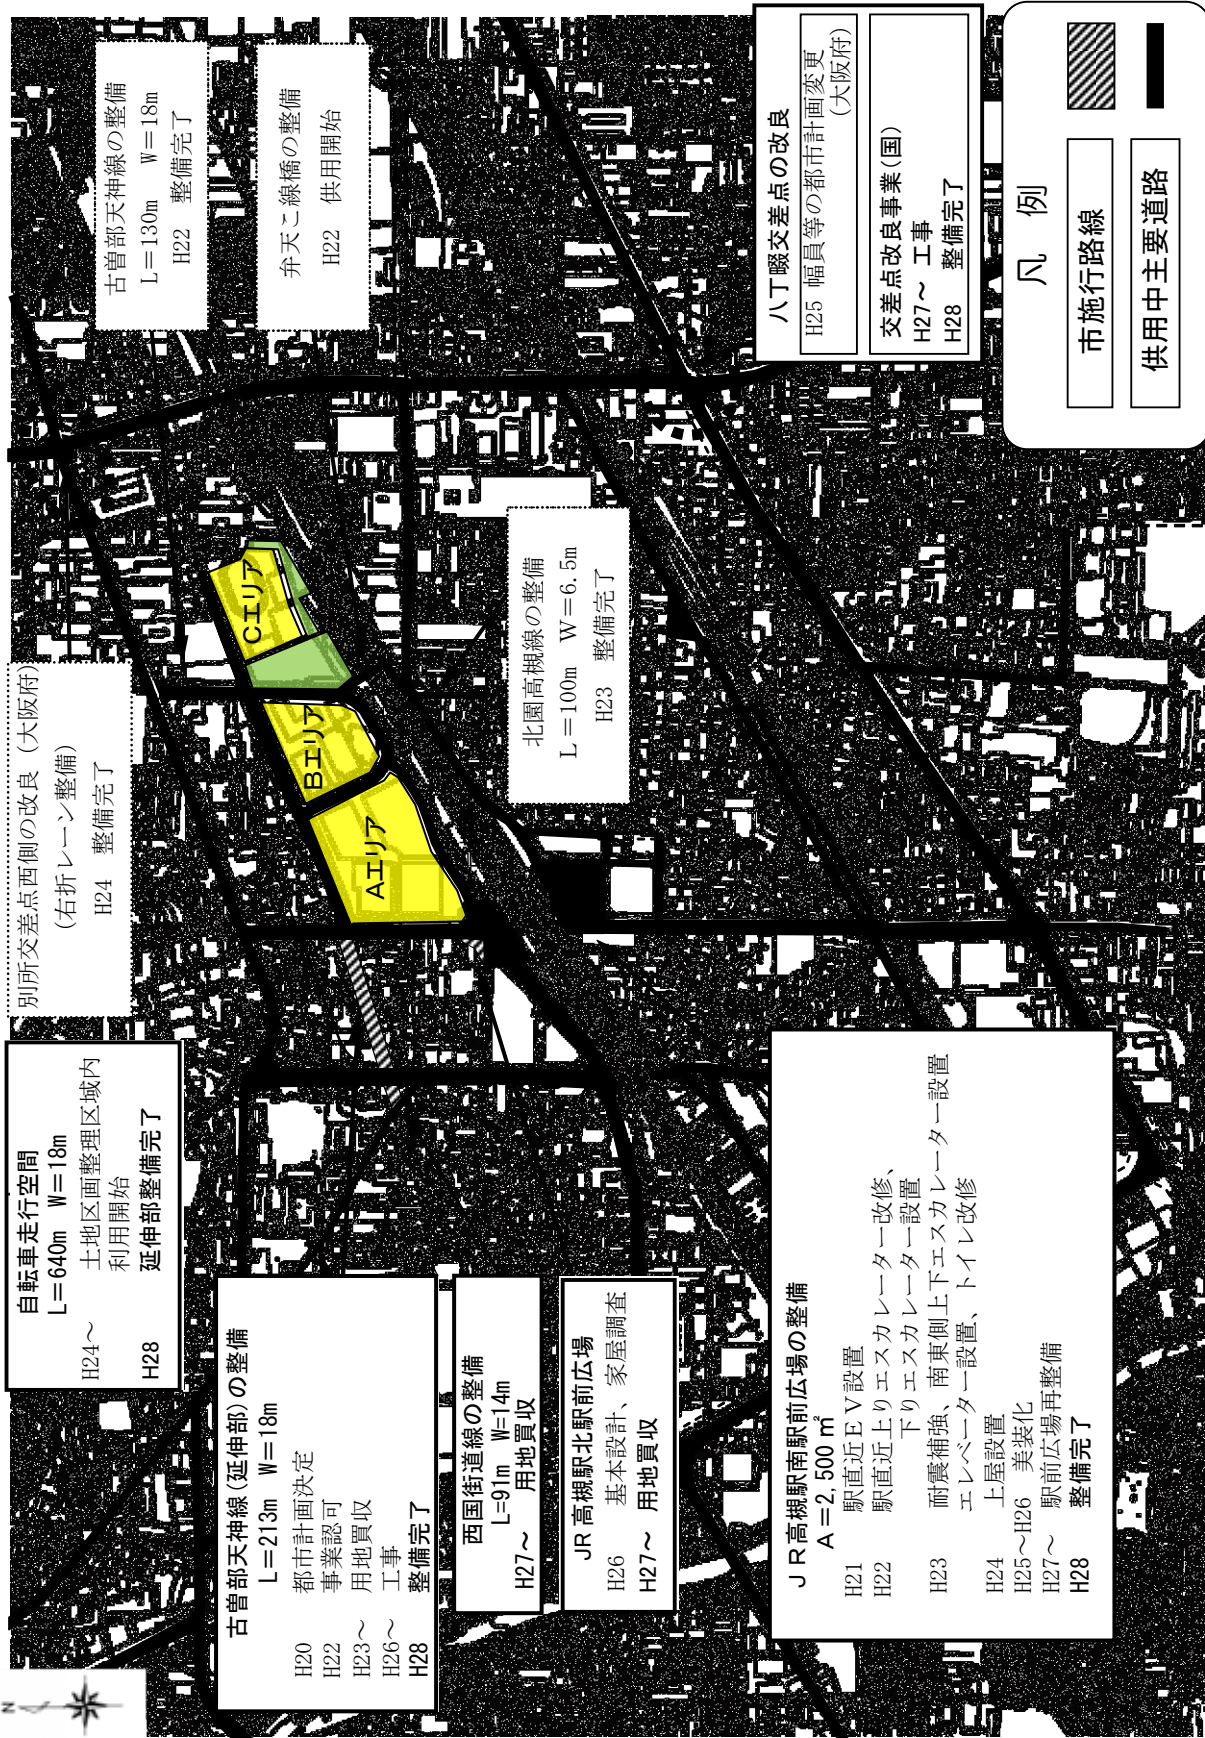 N
自転車走行空間
L=640m W=18m
H24～ 土地区画整理区域内
利用開始
H28 延伸部整備完了
別所交差点西側の改良（大阪府）
(右折レーン整備)
H24 整備完了
古曽部天神線の整備
L=130m W=18m
H22 整備完了
弁天こ線橋の整備
H22 供用開始
古曽部天神線(延伸部)の整備
L=213m W=18m
H20 都市計画決定
H22 事業認可
H23～ 用地買収
H26～ 工事
H28 整備完了
西国街道線の整備
L=91m W=14m
H27～ 用地買収
JR高槻駅北駅前広場
H26 基本設計、家屋調査
H27～ 用地買収
Aエリア
Bエリア
Cエリア
北園高槻線の整備
L=100m W=6.5m
H23 整備完了
ＪＲ高槻駅南駅前広場の整備
A=2,500㎡
H21 駅直近ＥＶ設置
H22 駅直近上りエスカレーター改修、
下りエスカレーター設置
H23 耐震補強、南東側上下エスカレーター設置
エレベーター設置、トイレ改修
H24 上屋設置
H25～H26 美装化
H27～ 駅前広場再整備
H28 整備完了
八丁畷交差点の改良
H25 幅員等の都市計画変更
(大阪府)
交差点改良事業(国)
H27～ 工事
H28 整備完了
凡 例
市施行路線
供用中主要道路